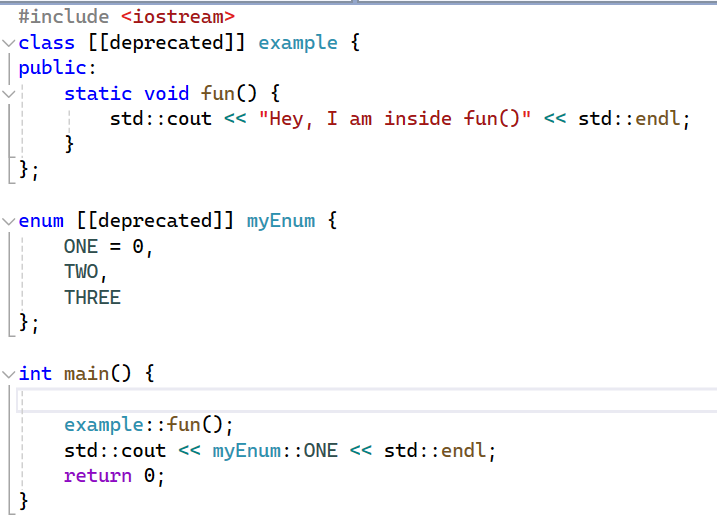 #include <iostream>
class [[deprecated]] example {
public:
    static void fun() {
        std::cout << "Hey, I am inside fun()" << std::endl;
    }
};

enum [[deprecated]] myEnum {
    ONE = 0,
    TWO,
    THREE
};

int main() {

    example::fun();
    std::cout << myEnum::ONE << std::endl;
    return 0;
}